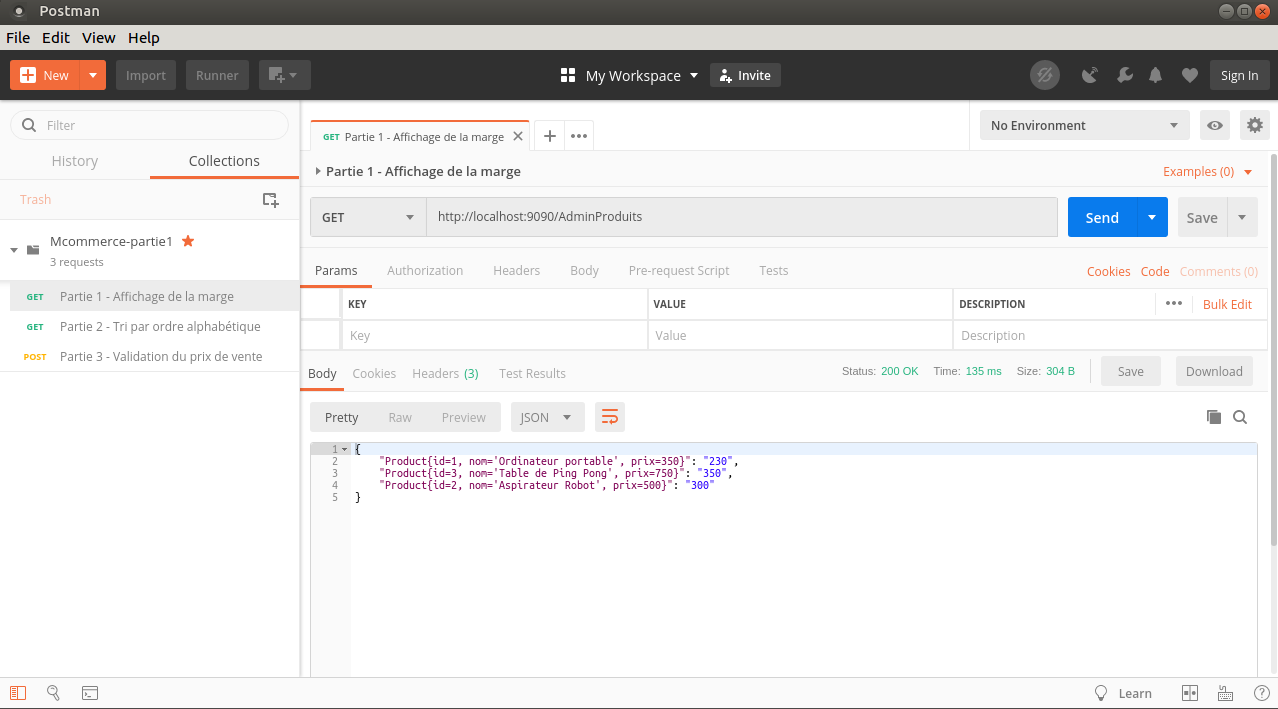 Postman
File Edit View Help
New Import Runner My Workspace Invite Sign In
Filter
History Collections
Trash
Mcommerce-partie1
3 requests
GET Partie 1 - Affichage de la marge
GET Partie 2 - Tri par ordre alphabétique
POST Partie 3 - Validation du prix de vente
GET Partie 1 - Affichage de la marge
No Environment
Partie 1 - Affichage de la marge
Examples (0)
GET http://localhost:9090/AdminProduits Send Save
Params Authorization Headers Body Pre-request Script Tests Cookies Code Comments (0)
KEY VALUE DESCRIPTION Bulk Edit
Key Value Description
Body Cookies Headers (3) Test Results Status: 200 OK Time: 135 ms Size: 304 B Save Download
Pretty Raw Preview JSON
1 {
2 "Product{id=1, nom='Ordinateur portable', prix=350}": "230",
3 "Product{id=3, nom='Table de Ping Pong', prix=750}": "350",
4 "Product{id=2, nom='Aspirateur Robot', prix=500}": "300"
5 }
Learn